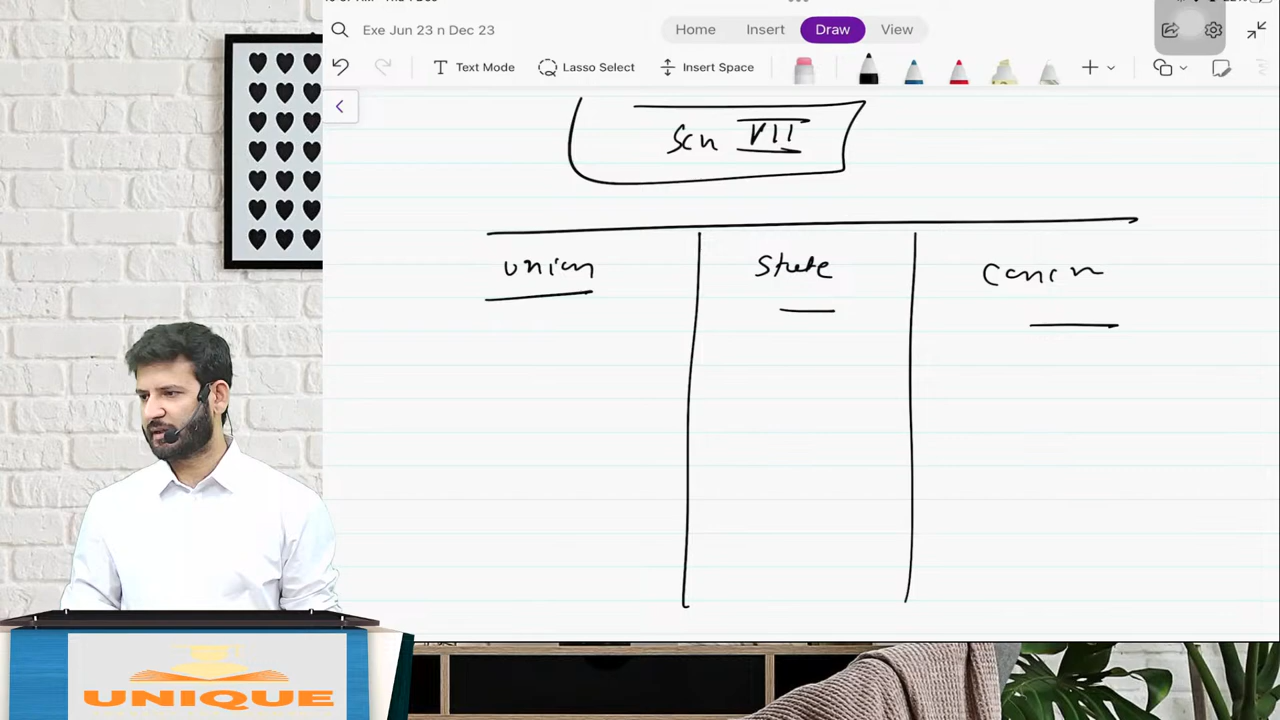 Exe Jun 23 n Dec 23
Home Insert Draw View
Text Mode Lasso Select Insert Space
Sch VII
Union State Concn
UNIQUE